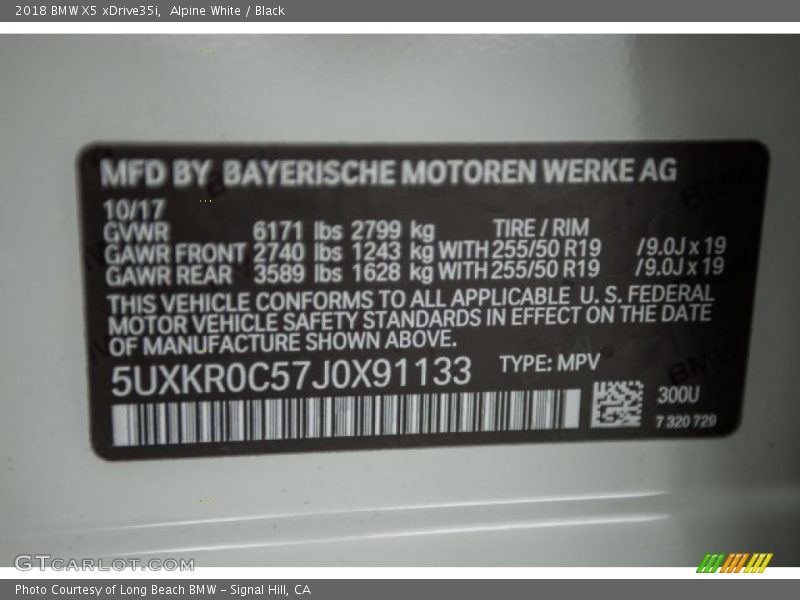 2018 BMW X5 xDrive35i,  Alpine White / Black
MFD BY BAYERISCHE MOTOREN WERKE AG
10/17
GVWR 6171 lbs 2799 kg TIRE / RIM
GAWR FRONT 2740 lbs 1243 kg WITH 255/50 R19 /9.0J x 19
GAWR REAR 3589 lbs 1628 kg WITH 255/50 R19 /9.0J x 19
THIS VEHICLE CONFORMS TO ALL APPLICABLE U. S. FEDERAL
MOTOR VEHICLE SAFETY STANDARDS IN EFFECT ON THE DATE
OF MANUFACTURE SHOWN ABOVE.
5UXKR0C57J0X91133 TYPE: MPV
300U
7 320 729
GTCARLOT.COM
Photo Courtesy of Long Beach BMW - Signal Hill, CA